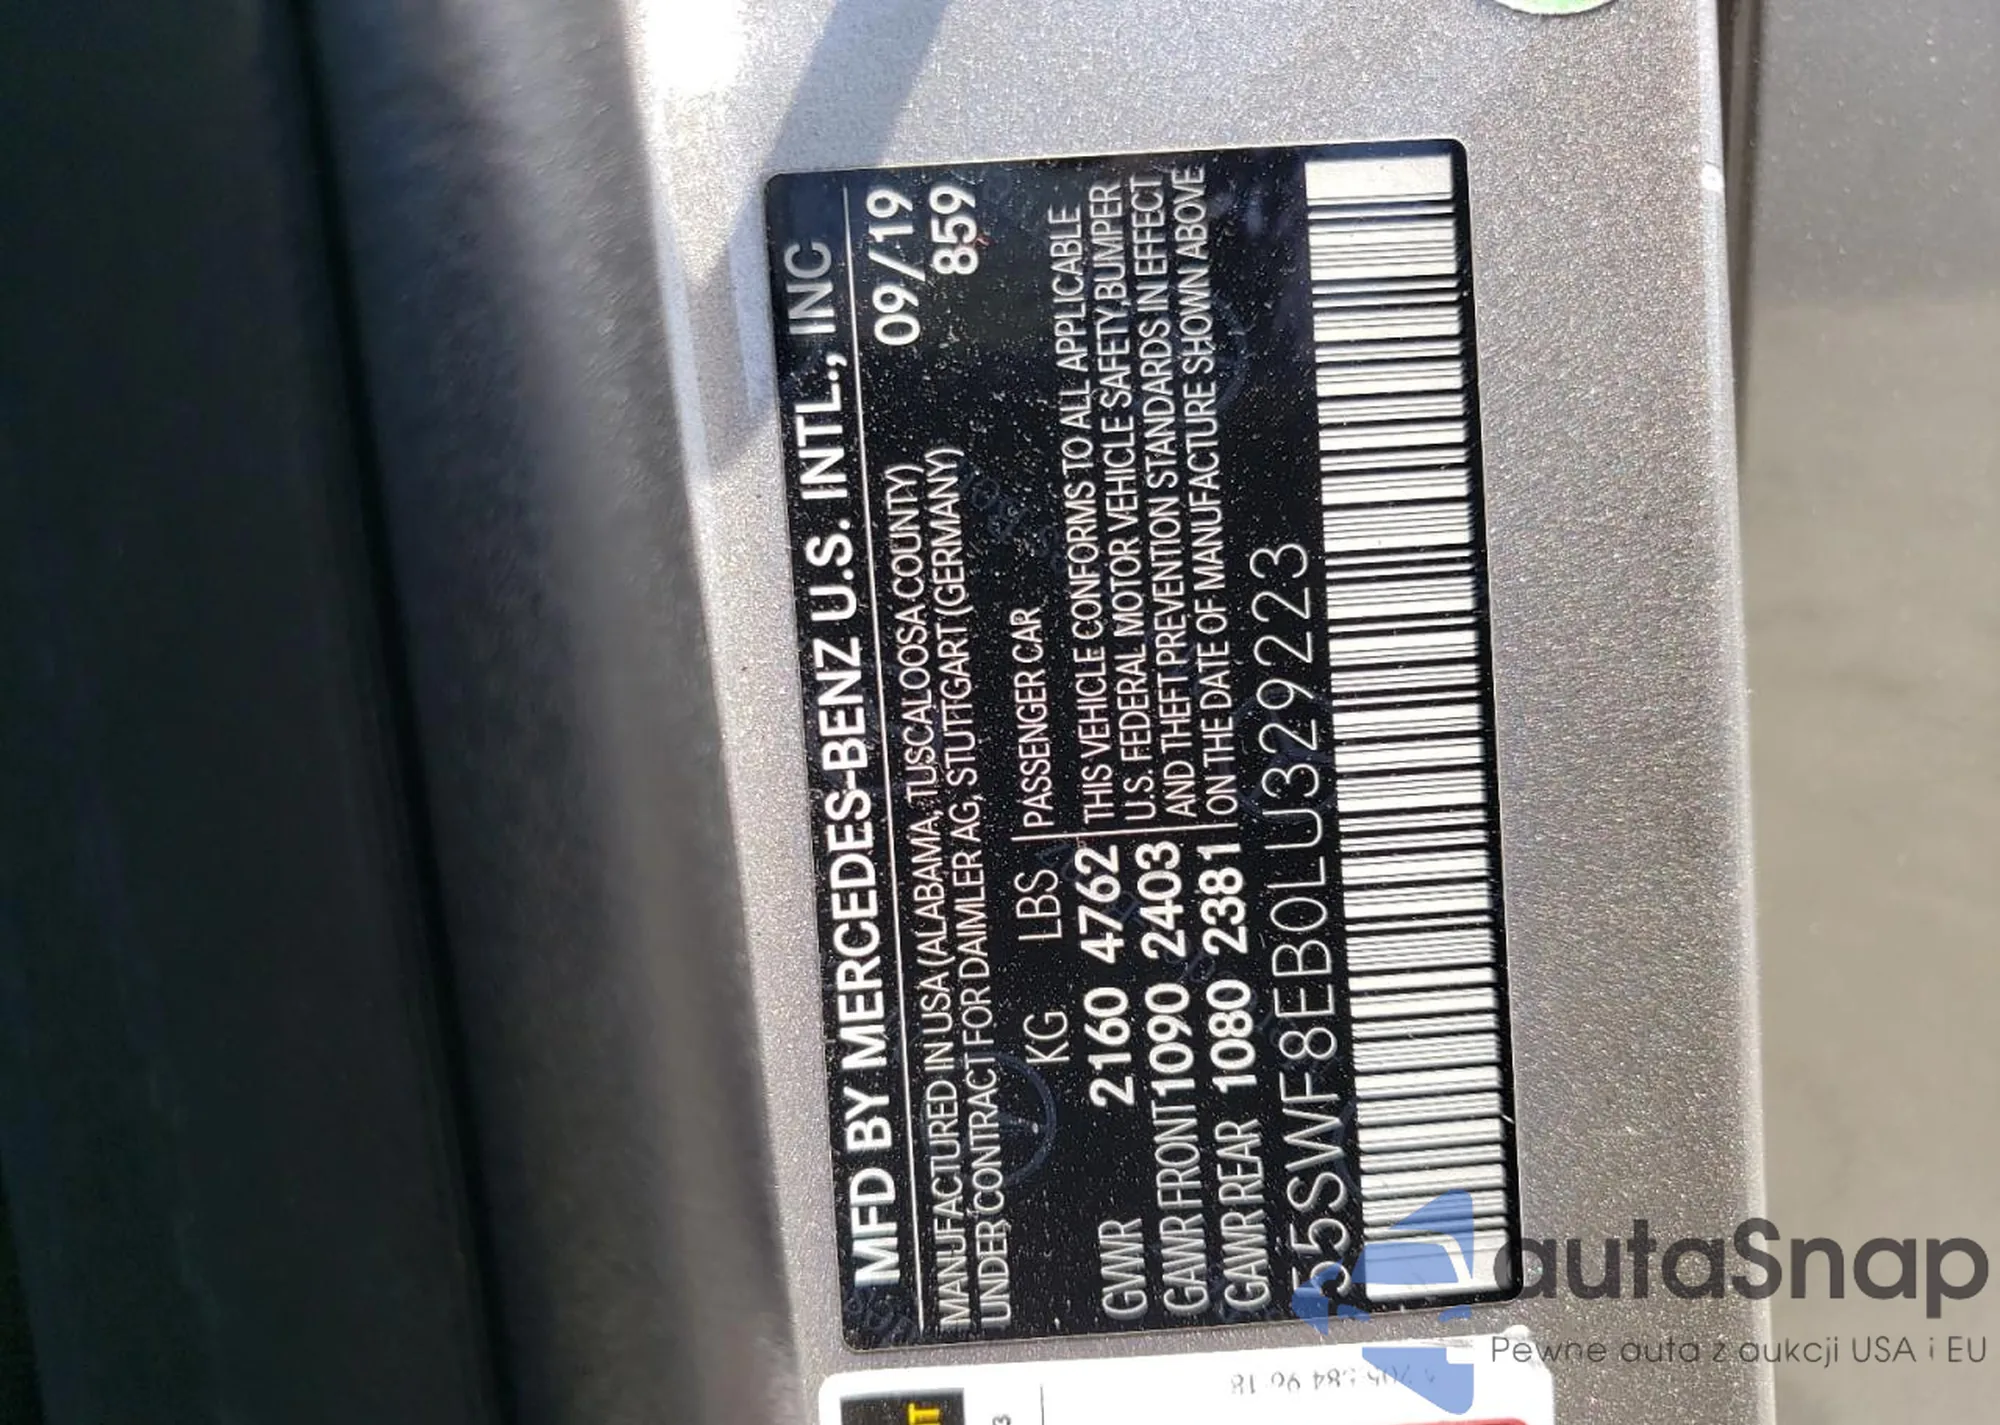 MFD BY MERCEDES-BENZ U.S. INTL., INC
MANUFACTURED IN USA (ALABAMA, TUSCALOOSA COUNTY) 09/19
UNDER CONTRACT FOR DAIMLER AG, STUTTGART (GERMANY) 859
KG LBS PASSENGER CAR
GVWR 2160 4762 THIS VEHICLE CONFORMS TO ALL APPLICABLE
GAWR FRONT 1090 2403 U.S. FEDERAL MOTOR VEHICLE SAFETY,BUMPER
GAWR REAR 1080 2381 AND THEFT PREVENTION STANDARDS IN EFFECT
ON THE DATE OF MANUFACTURE SHOWN ABOVE
55SWF8EB0LU329223
autaSnap
Pewne auta z aukcji USA i EU